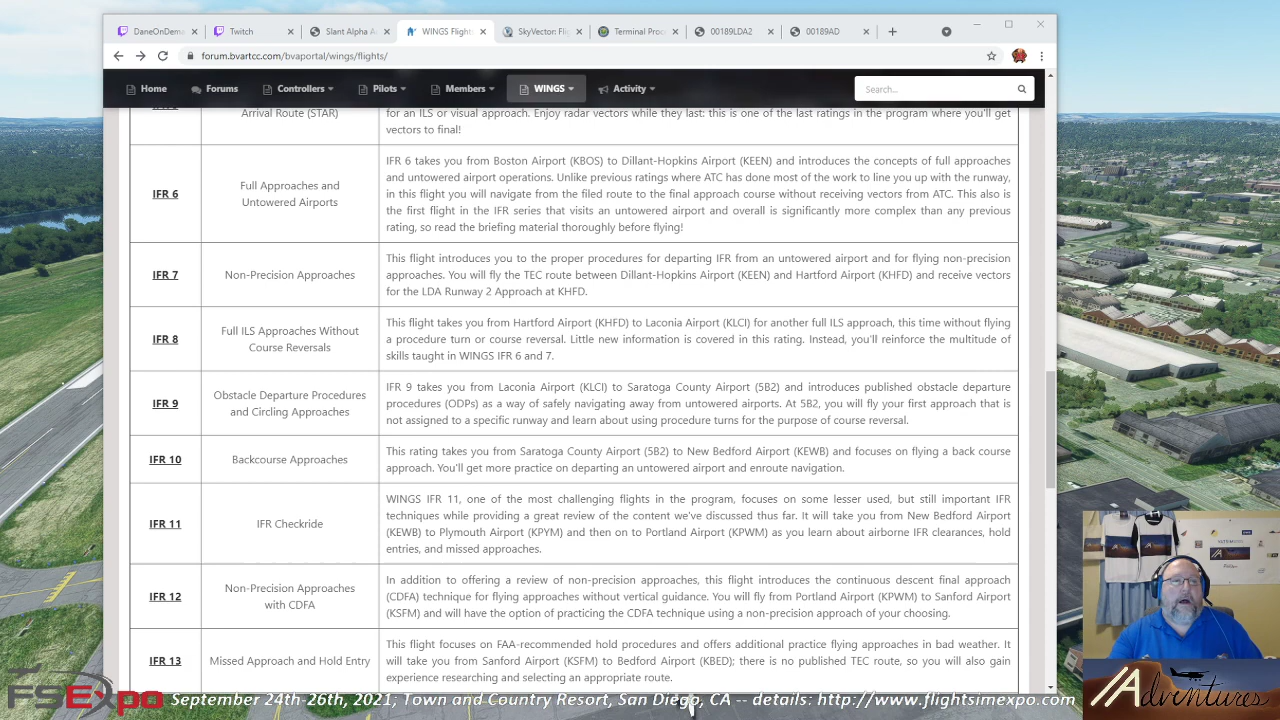 DaneOnDema
Twitch
Slant Alpha A
WINGS Flight
SkyVector: Fli
Terminal Proc
00189LDA2
00189AD
forum.bvartcc.com/bvaportal/wings/flights/
Home
Forums
Controllers
Pilots
Members
WINGS
Activity
Search...
Arrival Route (STAR)
for an ILS or visual approach. Enjoy radar vectors while they last: this is one of the last ratings in the program where you'll get
vectors to final!
IFR 6
Full Approaches and
Untowered Airports
IFR 6 takes you from Boston Airport (KBOS) to Dillant-Hopkins Airport (KEEN) and introduces the concepts of full approaches
and untowered airport operations. Unlike previous ratings where ATC has done most of the work to line you up with the runway,
in this flight you will navigate from the filed route to the final approach course without receiving vectors from ATC. This also is
the first flight in the IFR series that visits an untowered airport and overall is significantly more complex than any previous
rating, so read the briefing material thoroughly before flying!
IFR 7
Non-Precision Approaches
This flight introduces you to the proper procedures for departing IFR from an untowered airport and for flying non-precision
approaches. You will fly the TEC route between Dillant-Hopkins Airport (KEEN) and Hartford Airport (KHFD) and receive vectors
for the LDA Runway 2 Approach at KHFD.
IFR 8
Full ILS Approaches Without
Course Reversals
This flight takes you from Hartford Airport (KHFD) to Laconia Airport (KLCI) for another full ILS approach, this time without flying
a procedure turn or course reversal. Little new information is covered in this rating. Instead, you'll reinforce the multitude of
skills taught in WINGS IFR 6 and 7.
IFR 9
Obstacle Departure Procedures
and Circling Approaches
IFR 9 takes you from Laconia Airport (KLCI) to Saratoga County Airport (5B2) and introduces published obstacle departure
procedures (ODPs) as a way of safely navigating away from untowered airports. At 5B2, you will fly your first approach that is
not assigned to a specific runway and learn about using procedure turns for the purpose of course reversal.
IFR 10
Backcourse Approaches
This rating takes you from Saratoga County Airport (5B2) to New Bedford Airport (KEWB) and focuses on flying a back course
approach. You'll get more practice on departing an untowered airport and enroute navigation.
IFR 11
IFR Checkride
WINGS IFR 11, one of the most challenging flights in the program, focuses on some lesser used, but still important IFR
techniques while providing a great review of the content we've discussed thus far. It will take you from New Bedford Airport
(KEWB) to Plymouth Airport (KPYM) and then on to Portland Airport (KPWM) as you learn about airborne IFR clearances, hold
entries, and missed approaches.
IFR 12
Non-Precision Approaches
with CDFA
In addition to offering a review of non-precision approaches, this flight introduces the continuous descent final approach
(CDFA) technique for flying approaches without vertical guidance. You will fly from Portland Airport (KPWM) to Sanford Airport
(KSFM) and will have the option of practicing the CDFA technique using a non-precision approach of your choosing.
IFR 13
Missed Approach and Hold Entry
This flight focuses on FAA-recommended hold procedures and offers additional practice flying approaches in bad weather. It
will take you from Sanford Airport (KSFM) to Bedford Airport (KBED); there is no published TEC route, so you will also gain
experience researching and selecting an appropriate route.
FSExpo
September 24th-26th, 2021; Town and Country Resort, San Diego, CA -- details: http://www.flightsimexpo.com
Adventures